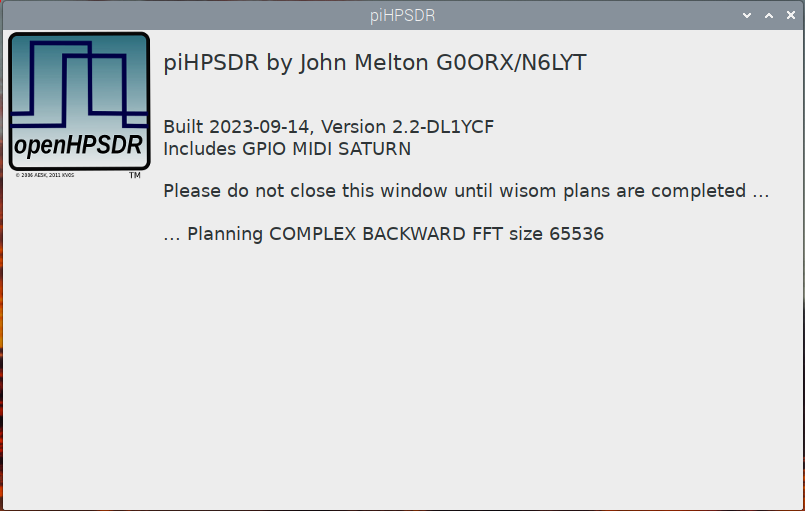 piHPSDR
piHPSDR by John Melton G0ORX/N6LYT
Built 2023-09-14, Version 2.2-DL1YCF
Includes GPIO MIDI SATURN
Please do not close this window until wisom plans are completed ...
... Planning COMPLEX BACKWARD FFT size 65536
openHPSDR
© 2006 AE5K, 2011 KV0S
TM